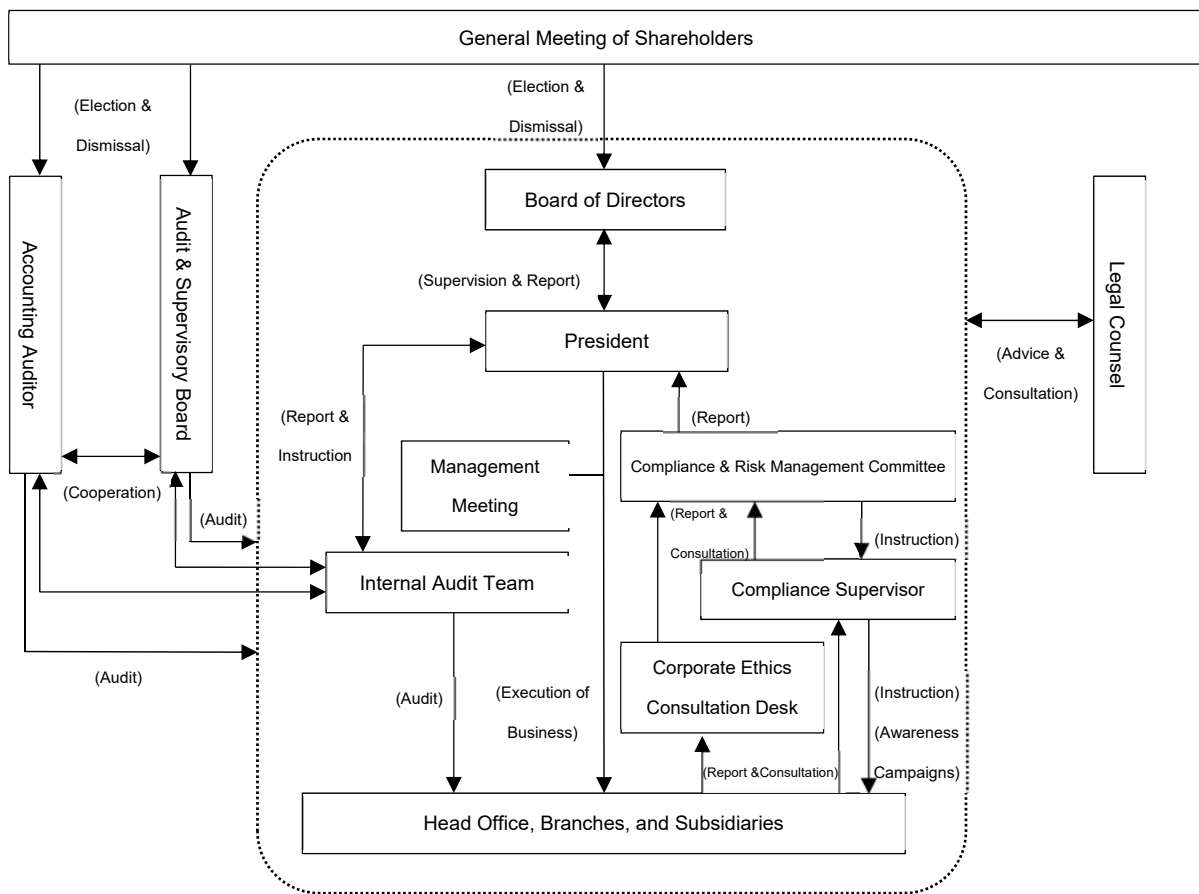 General Meeting of Shareholders
(Election &
Dismissal)
(Election &
Dismissal)
Accounting Auditor
Audit & Supervisory Board
Board of Directors
Legal Counsel
(Supervision & Report)
President
(Advice &
Consultation)
(Report &
Instruction)
(Report)
Management
Meeting
Compliance & Risk Management Committee
(Cooperation)
(Audit)
(Report &
Consultation)
(Instruction)
Internal Audit Team
Compliance Supervisor
(Audit)
(Audit)
(Execution of
Business)
Corporate Ethics
Consultation Desk
(Instruction)
(Awareness
Campaigns)
(Report &Consultation)
Head Office, Branches, and Subsidiaries